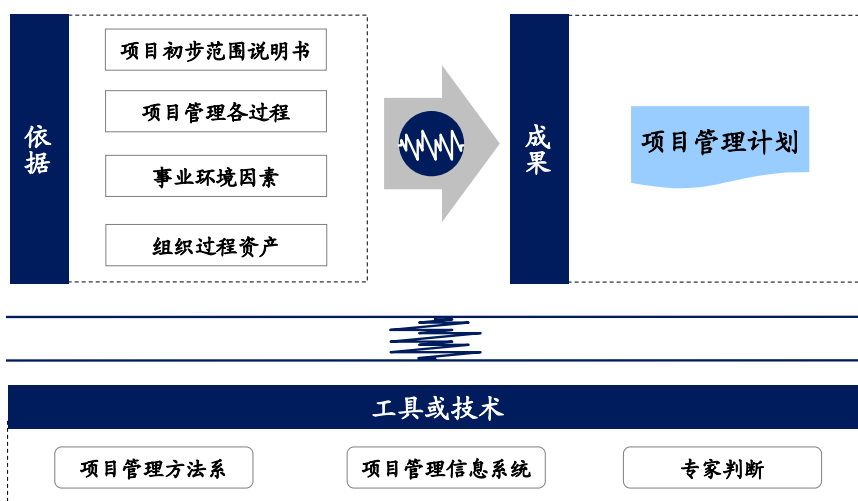 依据
项目初步范围说明书
项目管理各过程
事业环境因素
组织过程资产
成果
项目管理计划
工具或技术
项目管理方法系
项目管理信息系统
专家判断